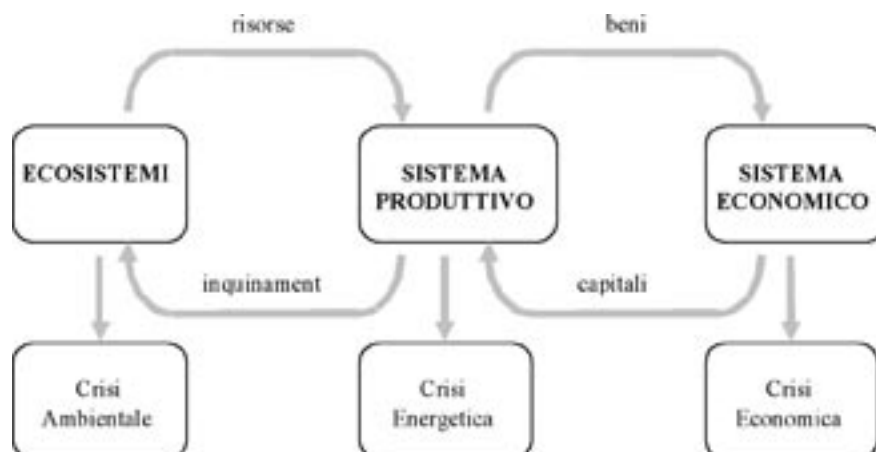 risorse
beni
ECOSISTEMI
SISTEMA
PRODUTTIVO
SISTEMA
ECONOMICO
inquinament
capitali
Crisi
Ambientale
Crisi
Energetica
Crisi
Economica